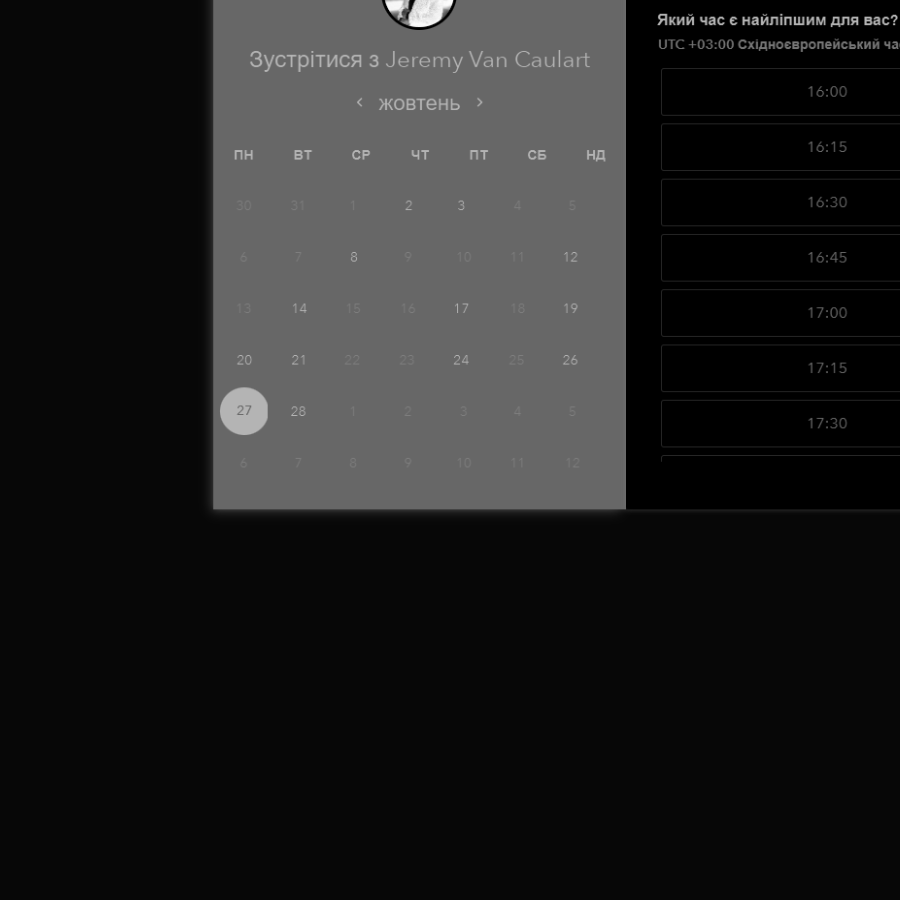 Зустрітися з Jeremy Van Caulart
‹ жовтень ›
ПН ВТ СР ЧТ ПТ СБ НД
30 31 1 2 3 4 5
6 7 8 9 10 11 12
13 14 15 16 17 18 19
20 21 22 23 24 25 26
27 28 1 2 3 4 5
6 7 8 9 10 11 12
Який час є найліпшим для вас?
UTC +03:00 Східноєвропейський
16:00
16:15
16:30
16:45
17:00
17:15
17:30